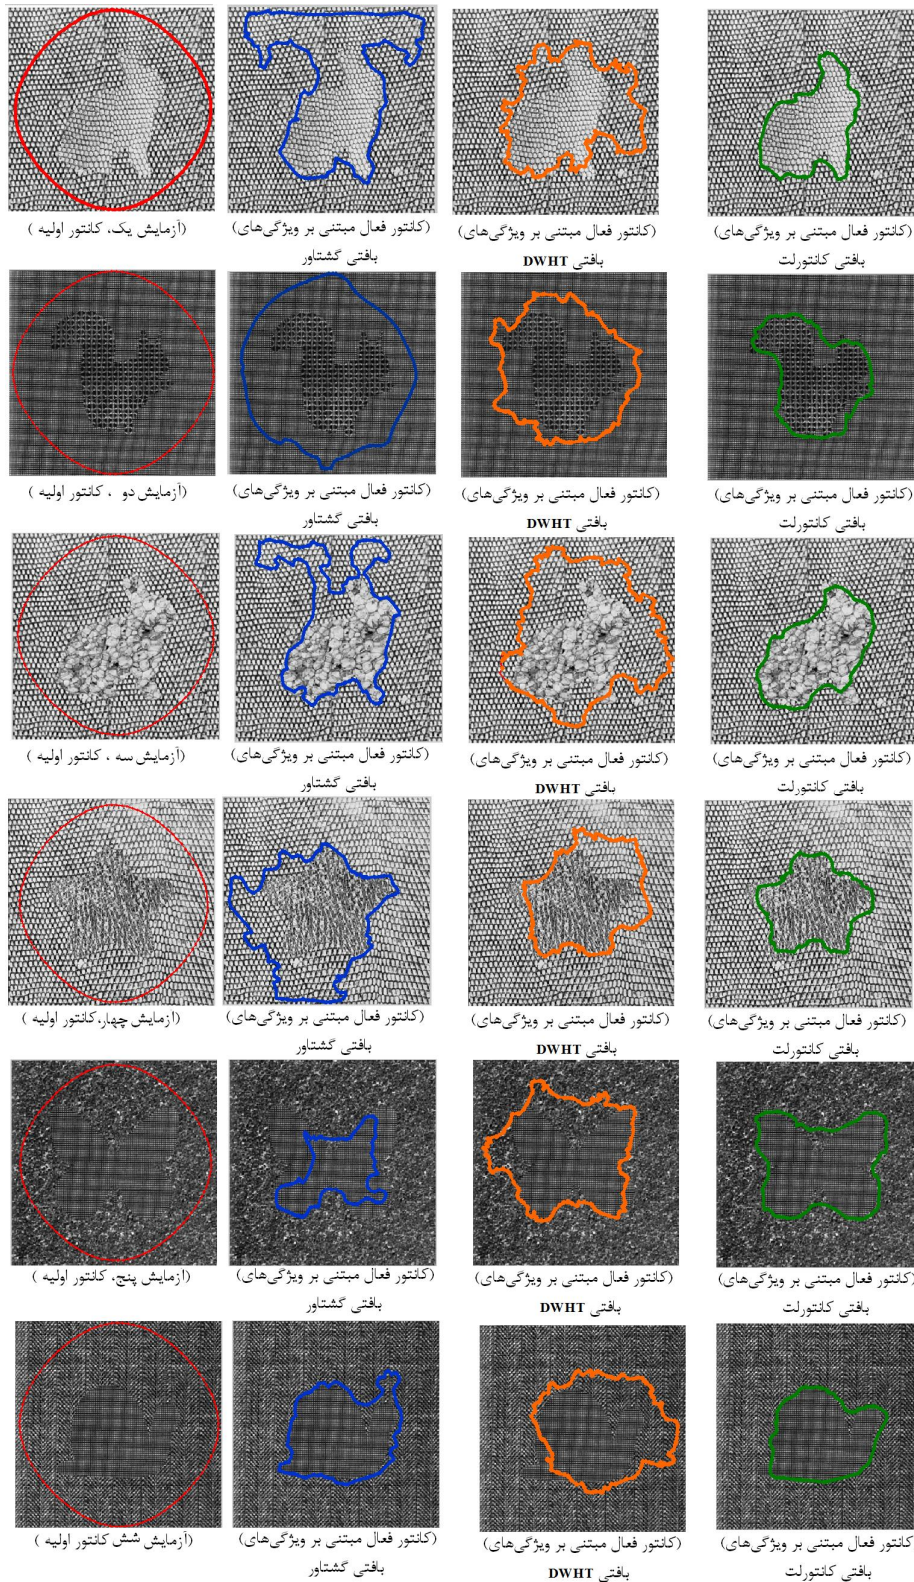 (آزمایش یک، کانتور اولیه )
(کانتور فعال مبتنی بر ویژگی‌های)
بافتی گشتاور
(کانتور فعال مبتنی بر ویژگی‌های)
بافتی DWHT
(کانتور فعال مبتنی بر ویژگی‌های)
بافتی کانتورلت
(آزمایش دو ، کانتور اولیه )
(کانتور فعال مبتنی بر ویژگی‌های)
بافتی گشتاور
(کانتور فعال مبتنی بر ویژگی‌های)
بافتی DWHT
(کانتور فعال مبتنی بر ویژگی‌های)
بافتی کانتورلت
(آزمایش سه ، کانتور اولیه )
(کانتور فعال مبتنی بر ویژگی‌های)
بافتی گشتاور
(کانتور فعال مبتنی بر ویژگی‌های)
بافتی DWHT
(کانتور فعال مبتنی بر ویژگی‌های)
بافتی کانتورلت
(ازمایش چهار،کانتور اولیه )
(کانتور فعال مبتنی بر ویژگی‌های)
بافتی گشتاور
(کانتور فعال مبتنی بر ویژگی‌های)
بافتی DWHT
(کانتور فعال مبتنی بر ویژگی‌های)
بافتی کانتورلت
(ازمایش پنج، کانتور اولیه )
(کانتور فعال مبتنی بر ویژگی‌های)
بافتی گشتاور
(کانتور فعال مبتنی بر ویژگی‌های)
بافتی DWHT
(کانتور فعال مبتنی بر ویژگی‌های)
بافتی کانتورلت
(آزمایش شش کانتور اولیه )
(کانتور فعال مبتنی بر ویژگی‌های)
بافتی گشتاور
(کانتور فعال مبتنی بر ویژگی‌های)
بافتی DWHT
کانتور فعال مبتنی بر ویژگی‌های)
بافتی کانتورلت